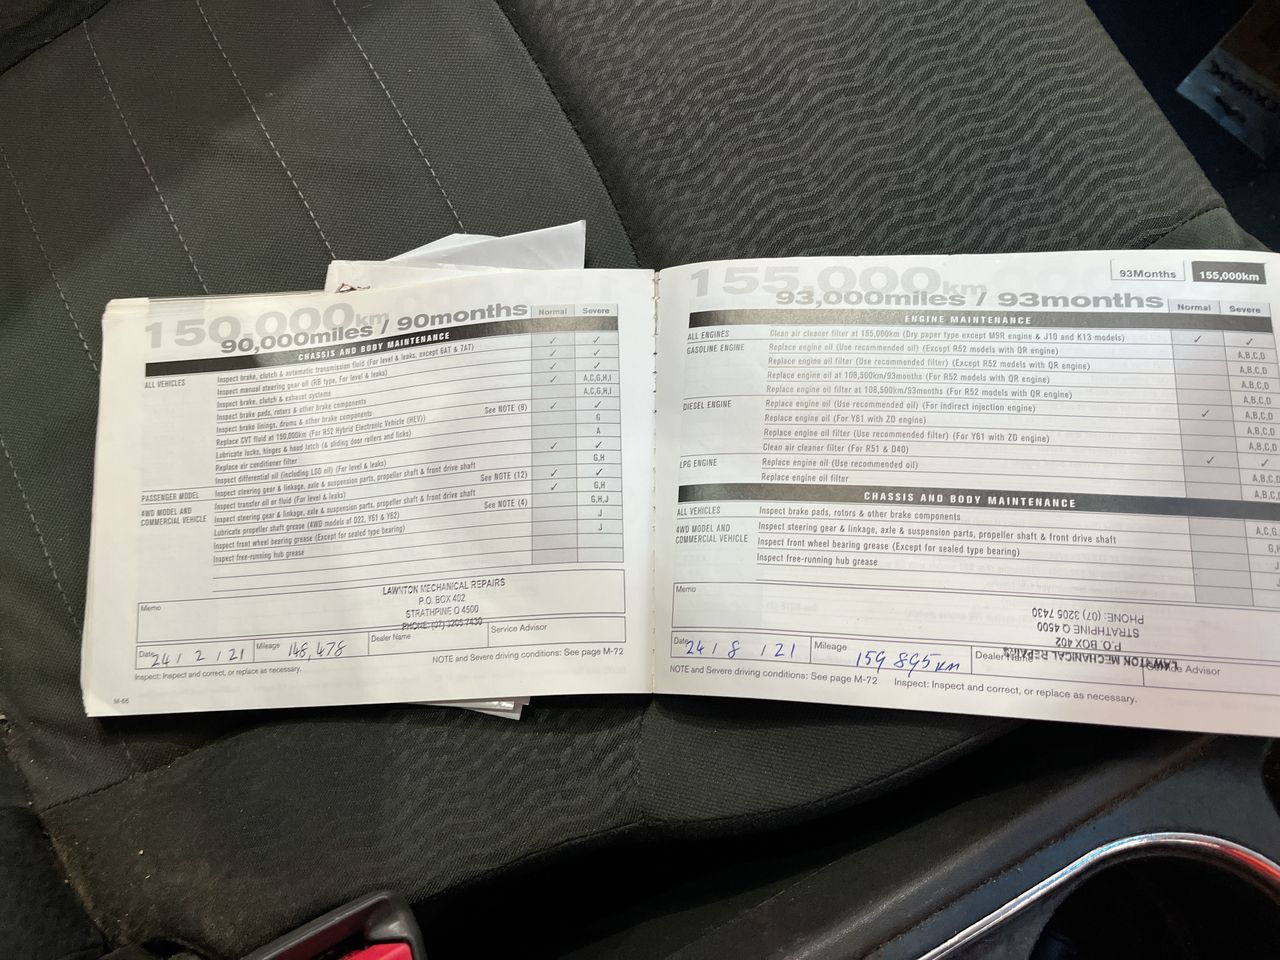 150,000km
90,000miles / 90months
Normal Severe
CHASSIS AND BODY MAINTENANCE
ALL VEHICLES
Inspect brake, clutch & automatic transmission fluid (For level & leaks, except 6AT & 7AT) ✓ ✓
Inspect manual steering gear oil (RB type, For level & leaks) ✓ ✓
Inspect brake, clutch & exhaust systems ✓ ✓
Inspect brake pads, rotors & other brake components ✓ A,C,G,H,I
Inspect brake linings, drums & other brake components A,C,G,H,I
Replace CVT fluid at 150,000km (For R52 Hybrid Electronic Vehicle (HEV)) See NOTE (8) ✓ ✓
Lubricate locks, hinges & hood latch (& sliding door rollers and links) G
Replace air conditioner filter A
Inspect differential oil (including LSD oil) (For level & leaks) ✓ ✓
PASSENGER MODEL
Inspect steering gear & linkage, axle & suspension parts, propeller shaft & front drive shaft G,H
4WD MODEL AND
COMMERCIAL VEHICLE
Inspect transfer oil or fluid (For level & leaks) See NOTE (12) ✓ ✓
Inspect steering gear & linkage, axle & suspension parts, propeller shaft & front drive shaft ✓ G,H
Lubricate propeller shaft grease (4WD models of D22, Y61 & Y62) See NOTE (4) G,H,J
Inspect front wheel bearing grease (Except for sealed type bearing) J
Inspect free-running hub grease J
Memo
LAWNTON MECHANICAL REPAIRS
P.O. BOX 402
STRATHPINE Q 4500
PHONE: (07) 3205 7430
Date 24 / 2 / 21 Mileage 148,478 Dealer Name Service Advisor
NOTE and Severe driving conditions: See page M-72
Inspect: Inspect and correct, or replace as necessary.
M-66
155,000km
93Months 155,000km
93,000miles / 93months
Normal Severe
ENGINE MAINTENANCE
ALL ENGINES
Clean air cleaner filter at 155,000km (Dry paper type except M9R engine & J10 and K13 models) ✓ ✓
GASOLINE ENGINE
Replace engine oil (Use recommended oil) (Except R52 models with QR engine) A,B,C,D
Replace engine oil filter (Use recommended filter) (Except R52 models with QR engine) A,B,C,D
Replace engine oil at 108,500km/93months (For R52 models with QR engine) A,B,C,D
Replace engine oil filter at 108,500km/93months (For R52 models with QR engine) A,B,C,D
DIESEL ENGINE
Replace engine oil (Use recommended oil) (For indirect injection engine) A,B,C,D
Replace engine oil (For Y61 with ZD engine) ✓ A,B,C,D
Replace engine oil filter (Use recommended filter) (For Y61 with ZD engine) A,B,C,D
Clean air cleaner filter (For R51 & D40) ✓ ✓
LPG ENGINE
Replace engine oil (Use recommended oil) A,B,C,D
Replace engine oil filter A,B,C,D
CHASSIS AND BODY MAINTENANCE
ALL VEHICLES
Inspect brake pads, rotors & other brake components A,C,G,
4WD MODEL AND
COMMERCIAL VEHICLE
Inspect steering gear & linkage, axle & suspension parts, propeller shaft & front drive shaft G,H
Inspect front wheel bearing grease (Except for sealed type bearing) J
Inspect free-running hub grease J
Memo
LAWNTON MECHANICAL REPAIRS
P.O. BOX 402
STRATHPINE Q 4500
PHONE: (07) 3205 7430
Date 24 / 8 / 21 Mileage 159 895 km Dealer Name Service Advisor
NOTE and Severe driving conditions: See page M-72 Inspect: Inspect and correct, or replace as necessary.